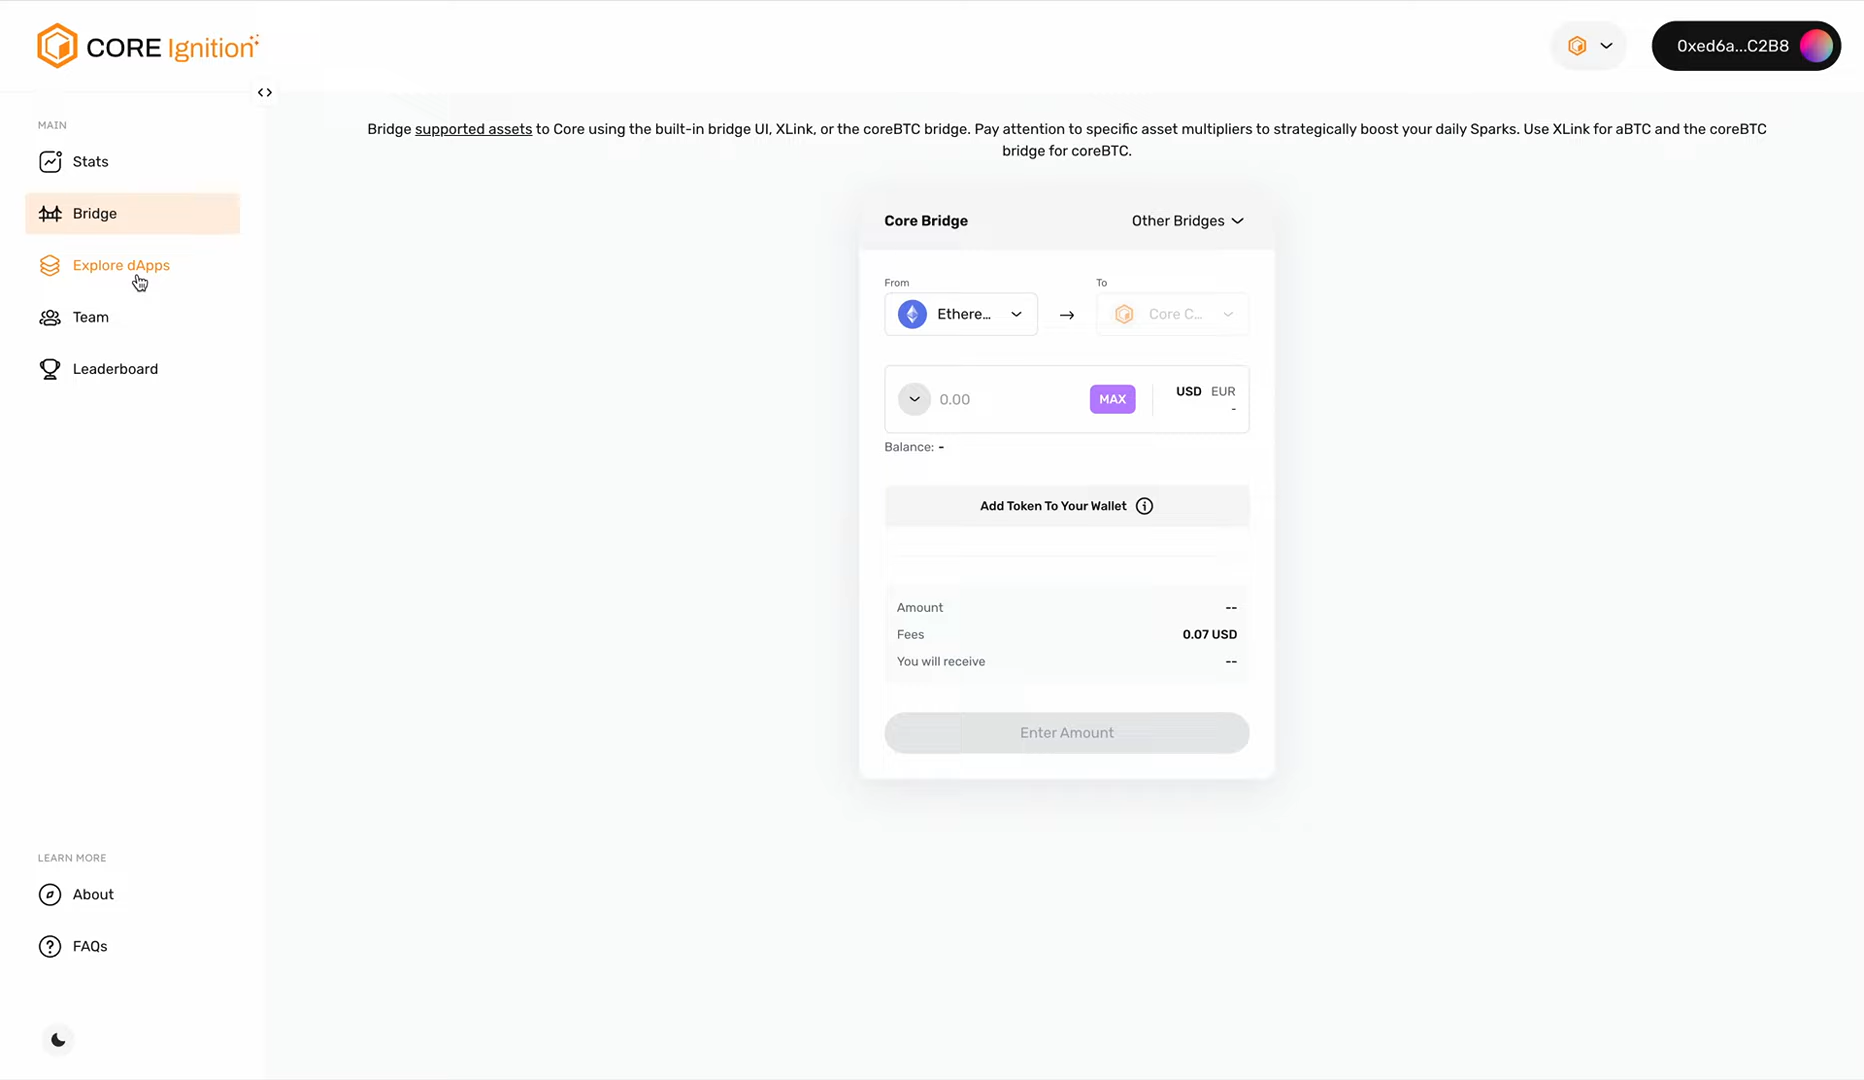 CORE Ignition
0xed6a...C2B8
MAIN
Stats
Bridge
Explore dApps
Team
Leaderboard
LEARN MORE
About
FAQs
Bridge supported assets to Core using the built-in bridge UI, XLink, or the coreBTC bridge. Pay attention to specific asset multipliers to strategically boost your daily Sparks. Use XLink for aBTC and the coreBTC
bridge for coreBTC.
Core Bridge
Other Bridges
From
To
Ethere...
Core C...
0.00
MAX
USD EUR
-
Balance: -
Add Token To Your Wallet
Amount --
Fees 0.07 USD
You will receive --
Enter Amount